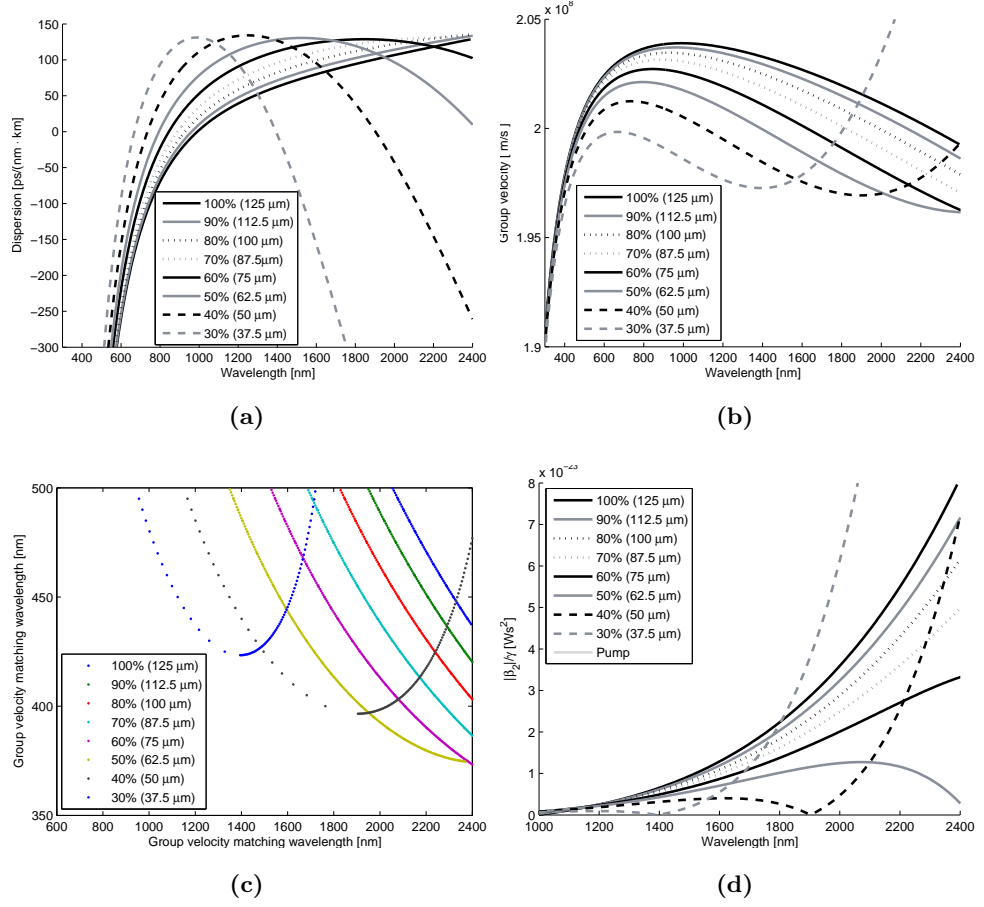 150
100
50
0
−50
−100
−150
−200
−250
−300
Dispersion [ps/(nm · km]
100% (125 μm)
90% (112.5 μm)
80% (100 μm)
70% (87.5μm)
60% (75 μm)
50% (62.5 μm)
40% (50 μm)
30% (37.5 μm)
400 600 800 1000 1200 1400 1600 1800 2000 2200 2400
Wavelength [nm]
(a)
x 10^8
2.05
2
1.95
1.9
Group velocity [ m/s ]
100% (125 μm)
90% (112.5 μm)
80% (100 μm)
70% (87.5 μm)
60% (75 μm)
50% (62.5 μm)
40% (50 μm)
30% (37.5 μm)
400 600 800 1000 1200 1400 1600 1800 2000 2200 2400
Wavelength [nm]
(b)
500
450
400
350
Group velocity matching wavelength [nm]
100% (125 μm)
90% (112.5 μm)
80% (100 μm)
70% (87.5 μm)
60% (75 μm)
50% (62.5 μm)
40% (50 μm)
30% (37.5 μm)
600 800 1000 1200 1400 1600 1800 2000 2200 2400
Group velocity matching wavelength [nm]
(c)
x 10^−23
8
7
6
5
4
3
2
1
0
||β₂|/γ [Ws²]
100% (125 μm)
90% (112.5 μm)
80% (100 μm)
70% (87.5 μm)
60% (75 μm)
50% (62.5 μm)
40% (50 μm)
30% (37.5 μm)
Pump
1000 1200 1400 1600 1800 2000 2200 2400
Wavelength [nm]
(d)